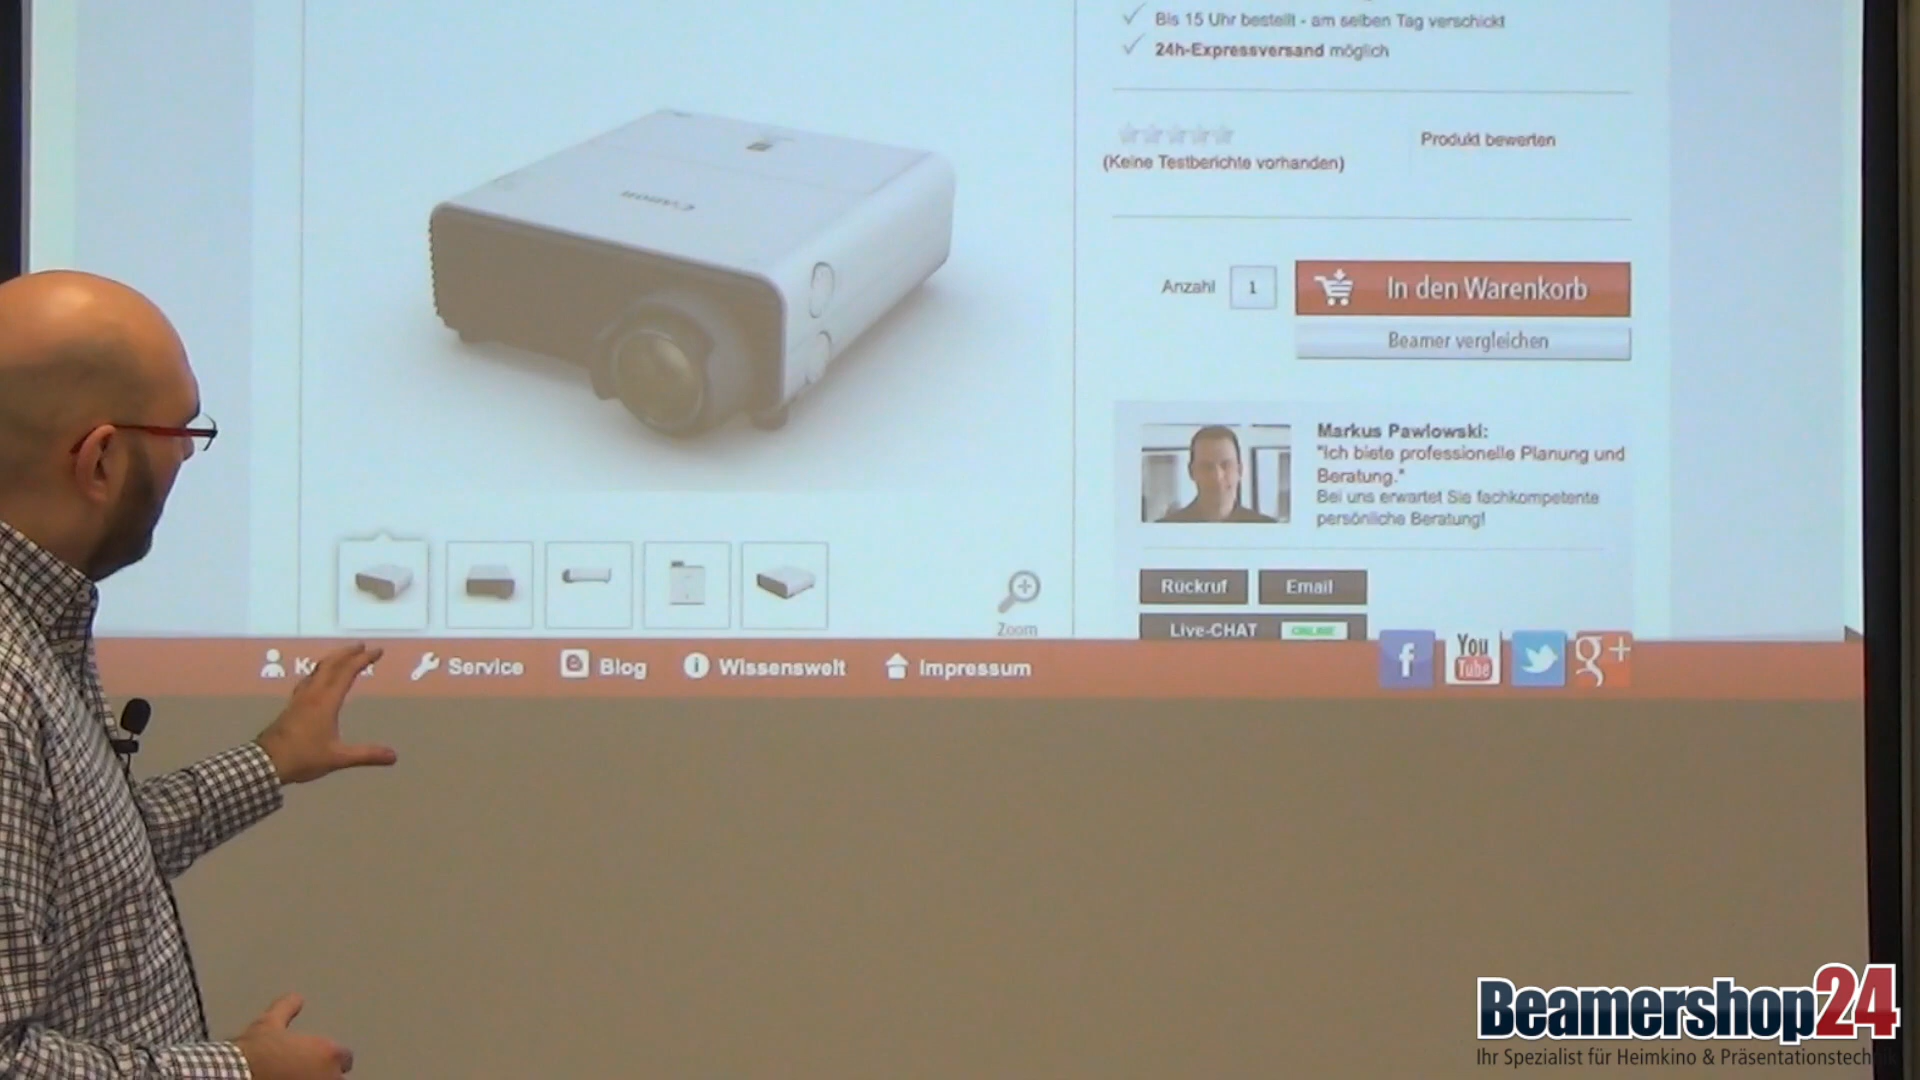 Bis 15 Uhr bestellt - am selben Tag verschickt
24h-Expressversand möglich
Produkt bewerten
(Keine Testberichte vorhanden)
Canon
Anzahl 1 In den Warenkorb
Beamer vergleichen
Markus Pawlowski:
"Ich biete professionelle Planung und
Beratung."
Bei uns erwartet Sie fachkompetente
persönliche Beratung!
Rückruf Email
Live-CHAT ONLINE
Zoom
Service Blog Wissenswelt Impressum
f You Tube g+
Beamershop24
Ihr Spezialist für Heimkino &